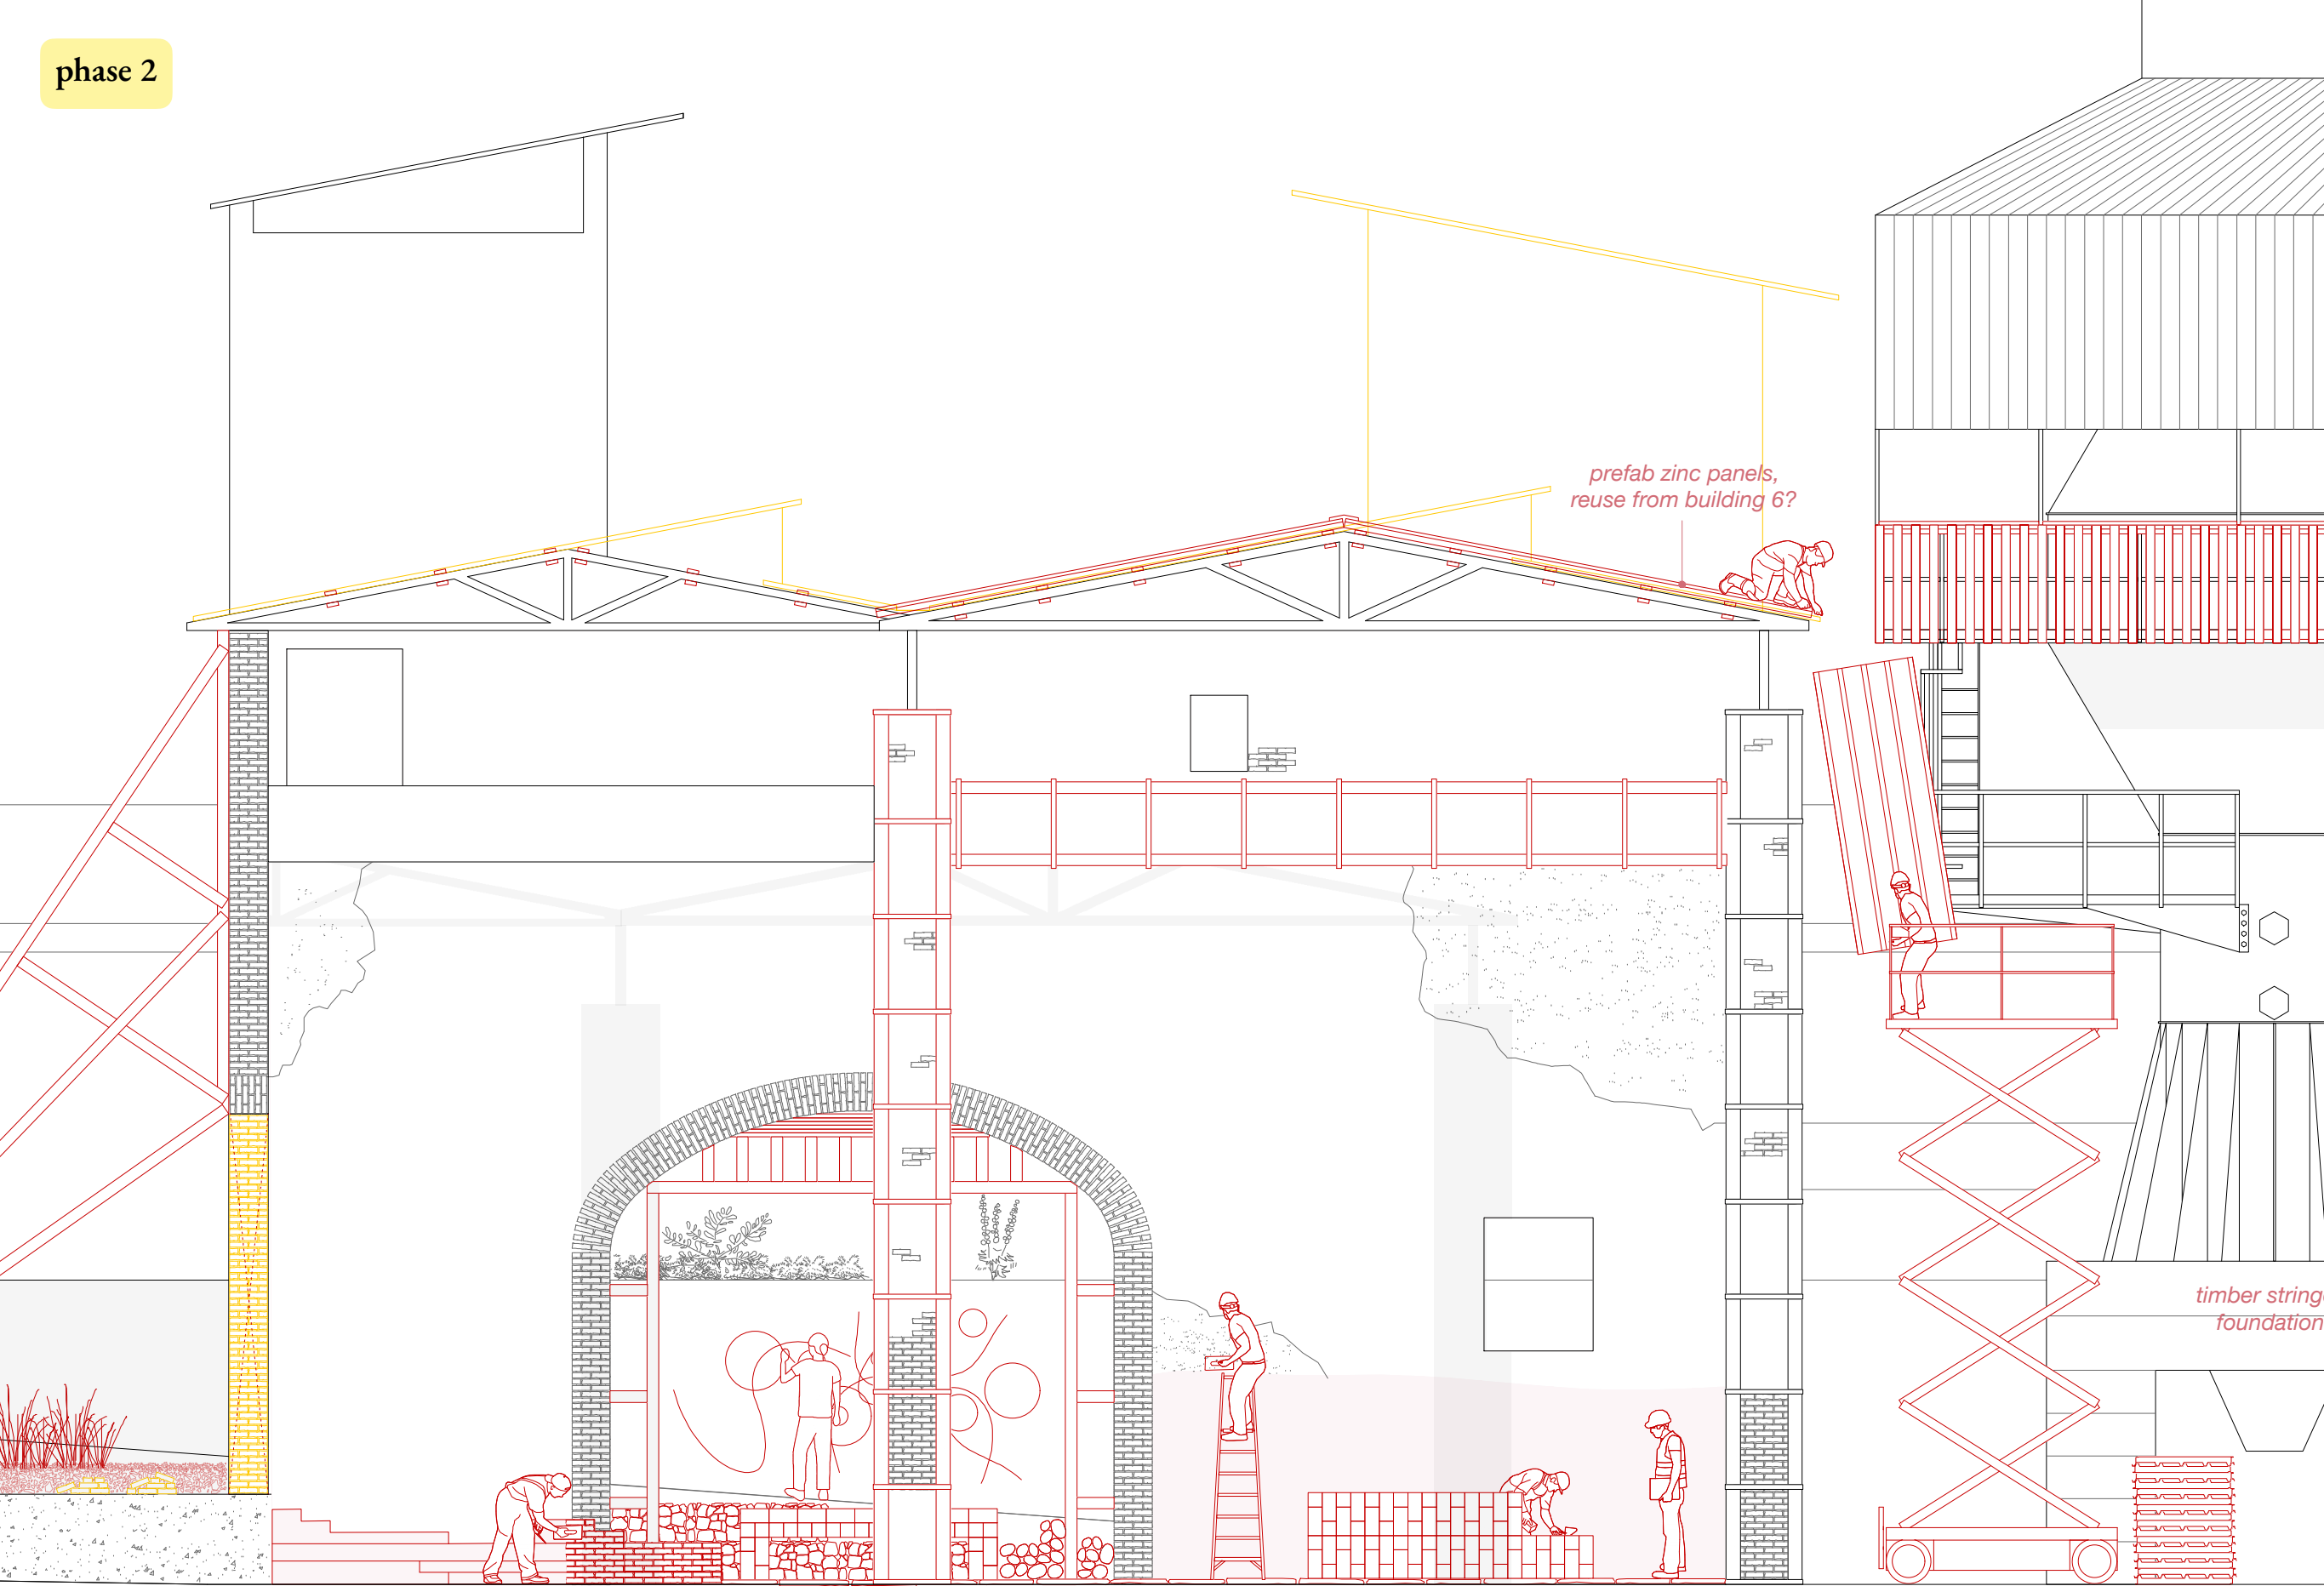 phase 2
prefab zinc panels,
reuse from building 6?
timber string
foundation